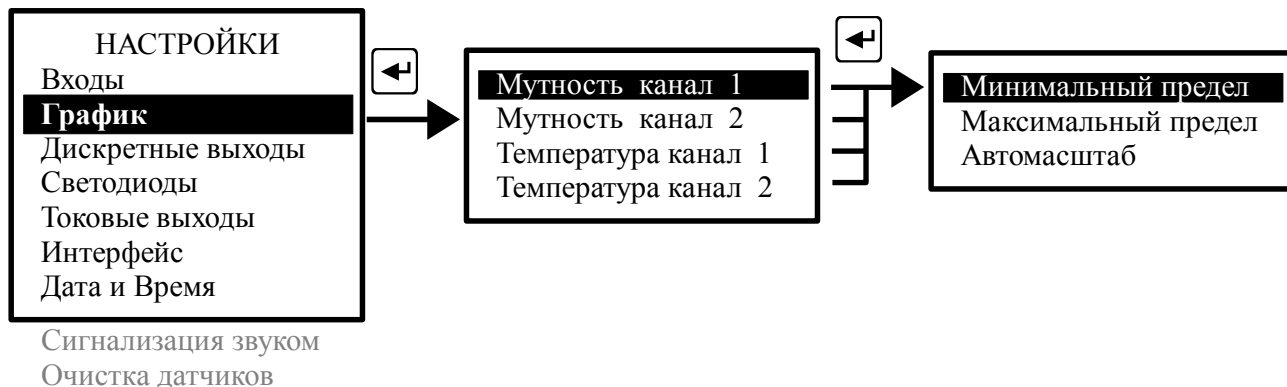 НАСТРОЙКИ
Входы
График
Дискретные выходы
Светодиоды
Токовые выходы
Интерфейс
Дата и Время
Сигнализация звуком
Очистка датчиков
Мутность канал 1
Мутность канал 2
Температура канал 1
Температура канал 2
Минимальный предел
Максимальный предел
Автомасштаб